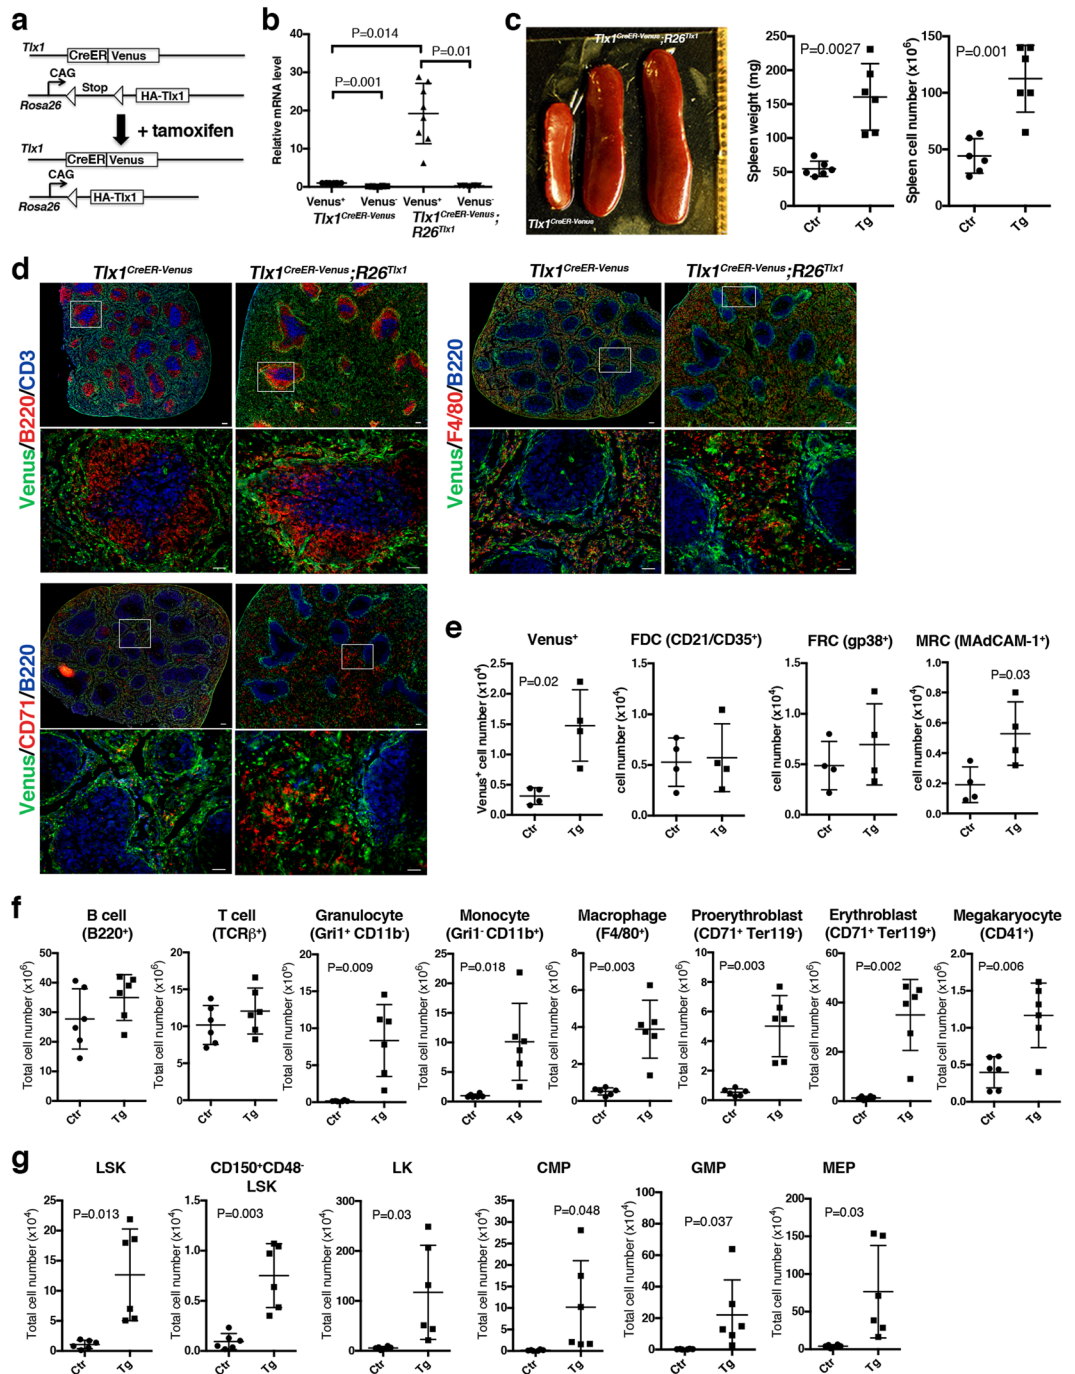 a
Tlx1
CreER Venus
CAG
Stop
Rosa26
HA-Tlx1
+ tamoxifen
Tlx1
CreER Venus
CAG
Rosa26
HA-Tlx1
b
P=0.014
P=0.01
P=0.001
Relative mRNA level
40
30
20
10
0
Venus+ Venus- Venus+ Venus-
Tlx1CreER-Venus Tlx1CreER-Venus;
R26Tlx1
c
Tlx1CreER-Venus;R26Tlx1
Tlx1CreER-Venus
Spleen weight (mg)
250
200
150
100
50
0
P=0.0027
Ctr Tg
Spleen cell number (x106)
150
100
50
0
P=0.001
Ctr Tg
d
Tlx1CreER-Venus Tlx1CreER-Venus;R26Tlx1
Venus/B220/CD3
Tlx1CreER-Venus Tlx1CreER-Venus;R26Tlx1
Venus/F4/80/B220
Venus/CD71/B220
e
Venus+
Venus+ cell number (x104)
2.5
2.0
1.5
1.0
0.5
0.0
P=0.02
Ctr Tg
FDC (CD21/CD35+)
cell number (x104)
1.5
1.0
0.5
0.0
Ctr Tg
FRC (gp38+)
cell number (x104)
1.5
1.0
0.5
0.0
Ctr Tg
MRC (MAdCAM-1+)
cell number (x104)
1.0
0.8
0.6
0.4
0.2
0.0
P=0.03
Ctr Tg
f
B cell
(B220+)
Total cell number (x106)
50
40
30
20
10
0
Ctr Tg
T cell
(TCRβ+)
Total cell number (x106)
20
15
10
5
0
Ctr Tg
Granulocyte
(Gri1+ CD11b-)
Total cell number (x106)
20
15
10
5
0
P=0.009
Ctr Tg
Monocyte
(Gri1- CD11b+)
Total cell number (x106)
25
20
15
10
5
0
P=0.018
Ctr Tg
Macrophage
(F4/80+)
Total cell number (x106)
8
6
4
2
0
P=0.003
Ctr Tg
Proerythroblast
(CD71+ Ter119-)
Total cell number (x106)
10
8
6
4
2
0
P=0.003
Ctr Tg
Erythroblast
(CD71+ Ter119+)
Total cell number (x106)
60
40
20
0
P=0.002
Ctr Tg
Megakaryocyte
(CD41+)
Total cell number (x106)
2.0
1.5
1.0
0.5
0.0
P=0.006
Ctr Tg
g
LSK
Total cell number (x104)
25
20
15
10
5
0
P=0.013
Ctr Tg
CD150+CD48-
LSK
Total cell number (x104)
1.5
1.0
0.5
0.0
P=0.003
Ctr Tg
LK
Total cell number (x104)
300
200
100
0
P=0.03
Ctr Tg
CMP
Total cell number (x104)
35
30
25
20
15
10
5
0
P=0.048
Ctr Tg
GMP
Total cell number (x104)
100
80
60
40
20
0
P=0.037
Ctr Tg
MEP
Total cell number (x104)
200
150
100
50
0
P=0.03
Ctr Tg